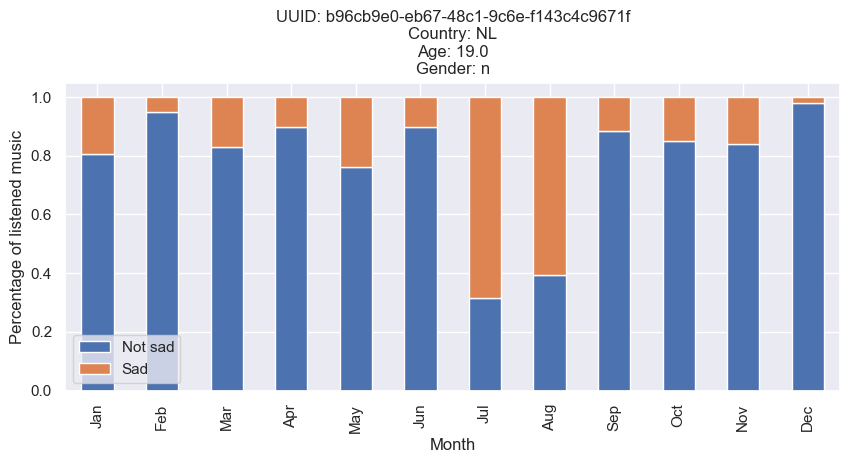 UUID: b96cb9e0-eb67-48c1-9c6e-f143c4c9671f
Country: NL
Age: 19.0
Gender: n
Percentage of listened music
1.0
0.8
0.6
0.4
0.2
0.0
Not sad
Sad
Jan
Feb
Mar
Apr
May
Jun
Jul
Aug
Sep
Oct
Nov
Dec
Month